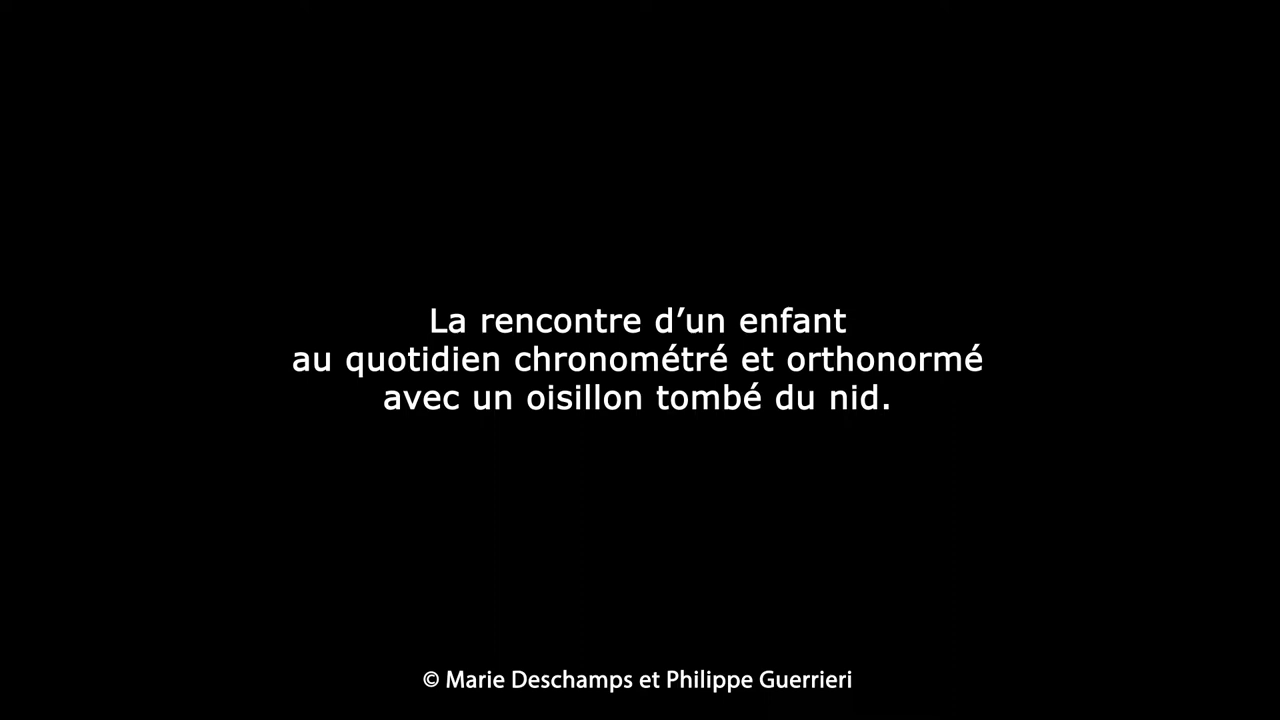 La rencontre d’un enfant
au quotidien chronométré et orthonormé
avec un oisillon tombé du nid.
© Marie Deschamps et Philippe Guerrieri